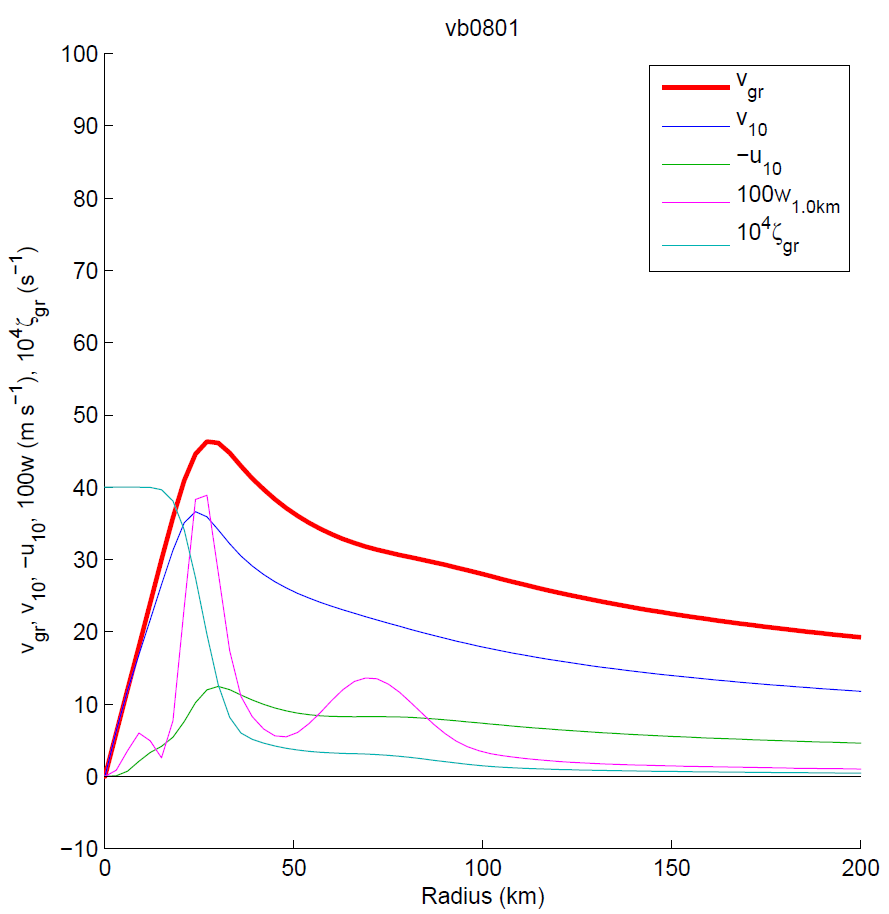 vb0801
100
90
80
70
60
50
40
30
20
10
0
−10
0 50 100 150 200
Radius (km)
v_gr, v_10, −u_10, 100w (m s^−1), 10^4ζ_gr (s^−1)
v_gr
v_10
−u_10
100w_1.0km
10^4ζ_gr